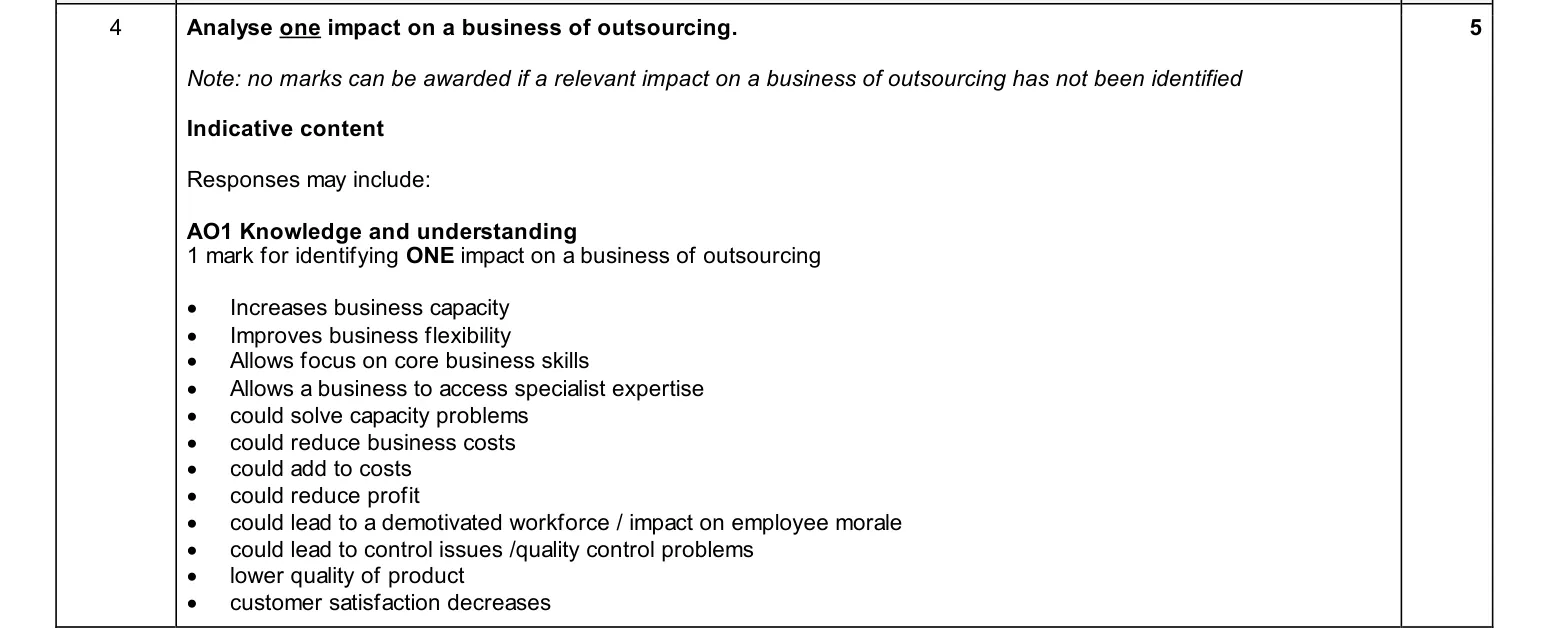 4 Analyse one impact on a business of outsourcing. 5
Note: no marks can be awarded if a relevant impact on a business of outsourcing has not been identified
Indicative content
Responses may include:
AO1 Knowledge and understanding
1 mark for identifying ONE impact on a business of outsourcing
• Increases business capacity
• Improves business flexibility
• Allows focus on core business skills
• Allows a business to access specialist expertise
• could solve capacity problems
• could reduce business costs
• could add to costs
• could reduce profit
• could lead to a demotivated workforce / impact on employee morale
• could lead to control issues /quality control problems
• lower quality of product
• customer satisfaction decreases